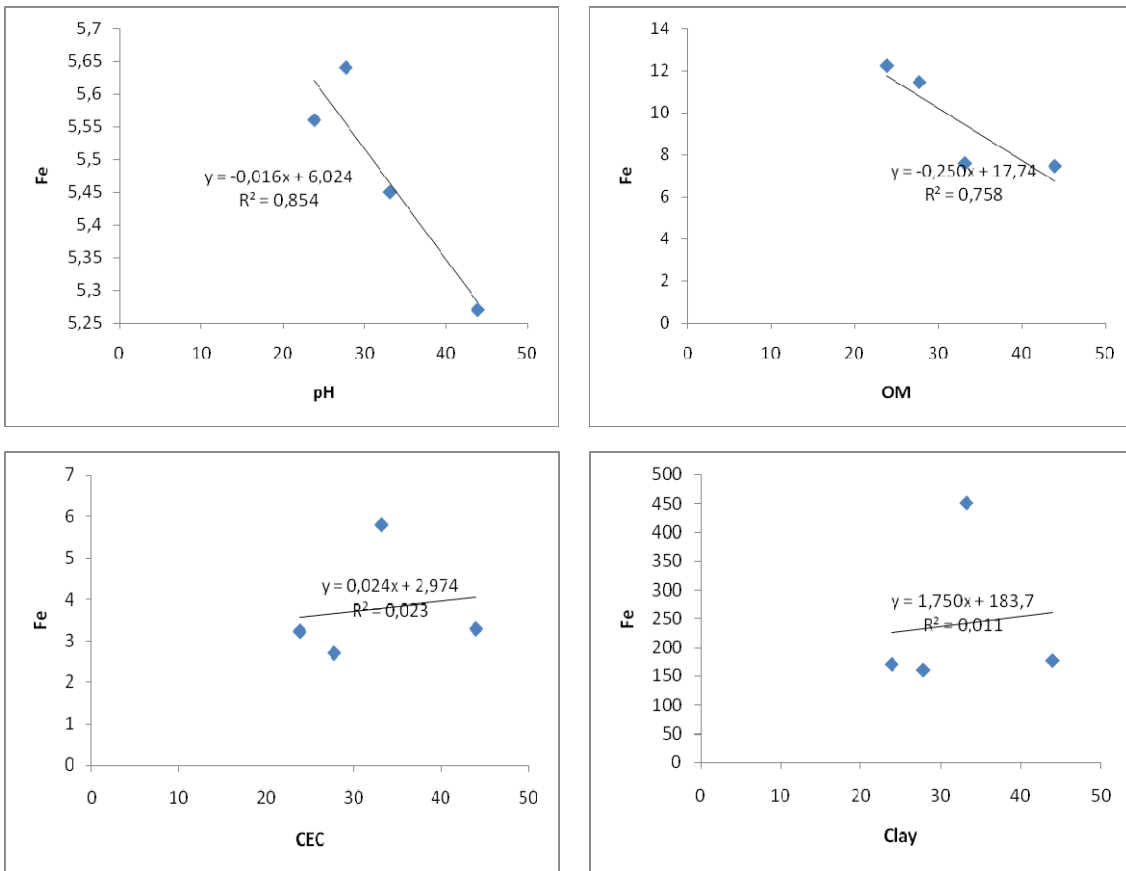 5,7
5,65
5,6
5,55
5,5
5,45
5,4
5,35
5,3
5,25
Fe
y = -0,016x + 6,024
R² = 0,854
0 10 20 30 40 50
pH
14
12
10
8
6
4
2
0
Fe
y = -0,250x + 17,74
R² = 0,758
0 10 20 30 40 50
OM
7
6
5
4
3
2
1
0
Fe
y = 0,024x + 2,974
R² = 0,023
0 10 20 30 40 50
CEC
500
450
400
350
300
250
200
150
100
50
0
Fe
y = 1,750x + 183,7
R² = 0,011
0 10 20 30 40 50
Clay